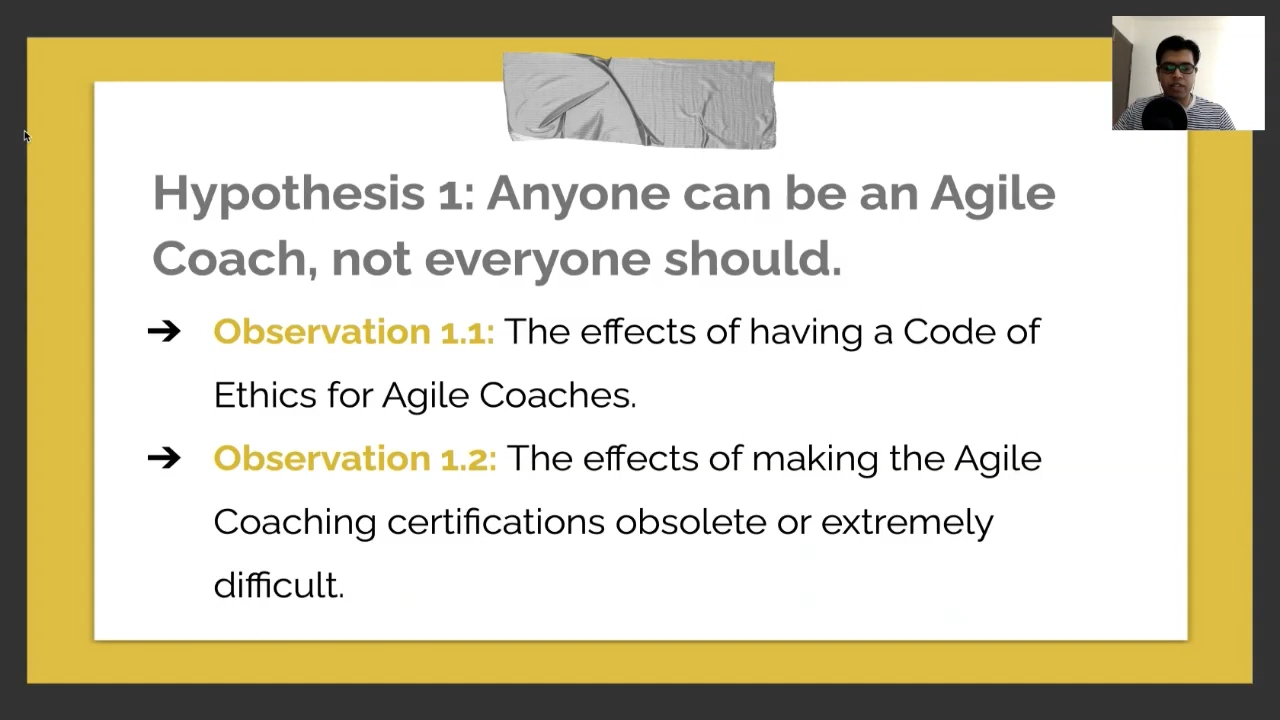 Hypothesis 1: Anyone can be an Agile
Coach, not everyone should.
➔ Observation 1.1: The effects of having a Code of
Ethics for Agile Coaches.
➔ Observation 1.2: The effects of making the Agile
Coaching certifications obsolete or extremely
difficult.